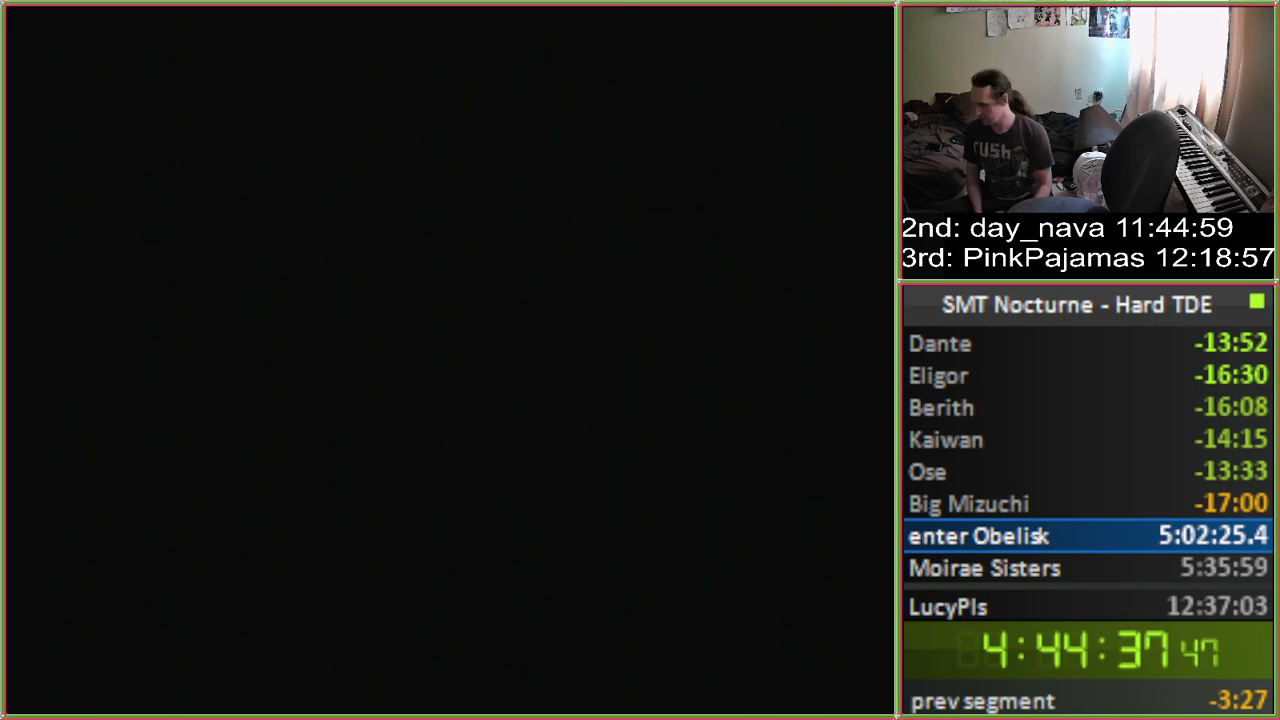 CUSH
2nd: day_nava 11:44:59
3rd: PinkPajamas 12:18:57
SMT Nocturne - Hard TDE
Dante -13:52
Eligor -16:30
Berith -16:08
Kaiwan -14:15
Ose -13:33
Big Mizuchi -17:00
enter Obelisk 5:02:25.4
Moirae Sisters 5:35:59
LucyPls 12:37:03
4:44:37 47
prev segment -3:27